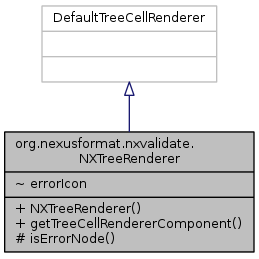 DefaultTreeCellRenderer
org.nexusformat.nxvalidate.
NXTreeRenderer
~ errorIcon
+ NXTreeRenderer()
+ getTreeCellRendererComponent()
# isErrorNode()